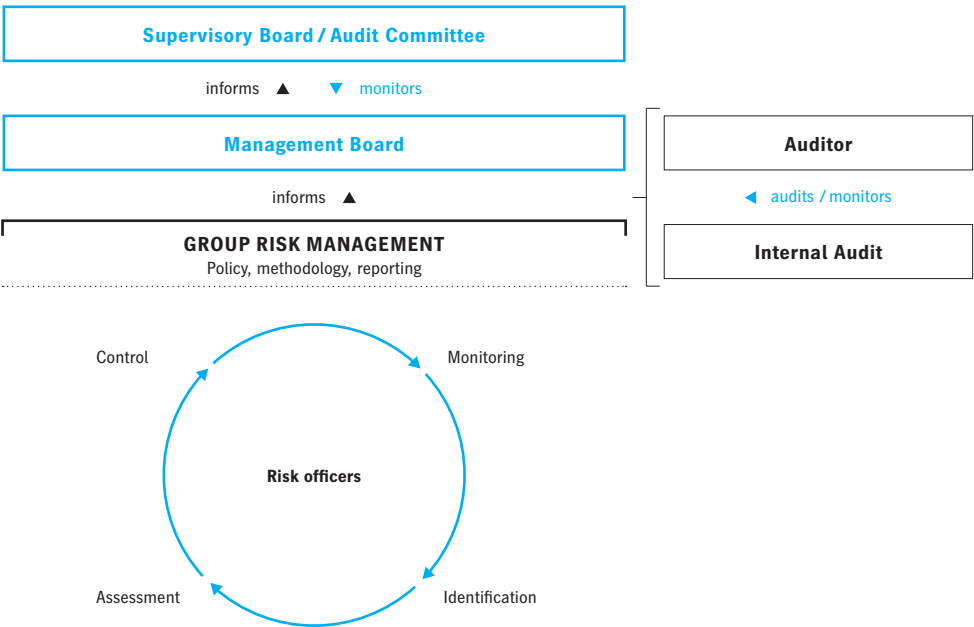 Supervisory Board / Audit Committee
informs ▲ ▼ monitors
Management Board
Auditor
informs ▲
◀ audits / monitors
GROUP RISK MANAGEMENT
Policy, methodology, reporting
Internal Audit
Control
Monitoring
Risk officers
Assessment
Identification